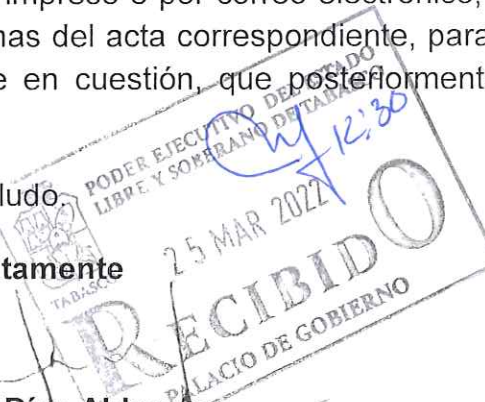 impreso o por correo electrónico,
nas del acta correspondiente, para
e en cuestión, que posteriorment
PODER EJECUTIVO DEL ESTADO
LIBRE Y SOBERANO DE TABASCO
12:30
ludo.
25 MAR 2022
tamente
TABASCO
RECIBIDO
PALACIO DE GOBIERNO